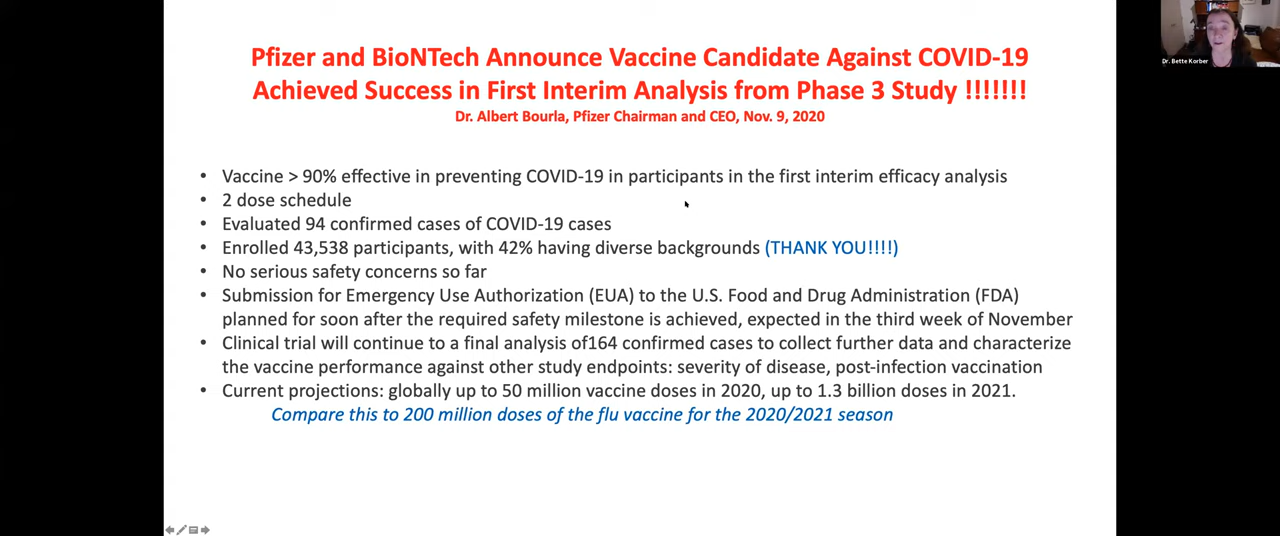 Pfizer and BioNTech Announce Vaccine Candidate Against COVID-19
Achieved Success in First Interim Analysis from Phase 3 Study !!!!!!!
Dr. Albert Bourla, Pfizer Chairman and CEO, Nov. 9, 2020
• Vaccine > 90% effective in preventing COVID-19 in participants in the first interim efficacy analysis
• 2 dose schedule
• Evaluated 94 confirmed cases of COVID-19 cases
• Enrolled 43,538 participants, with 42% having diverse backgrounds (THANK YOU!!!!)
• No serious safety concerns so far
• Submission for Emergency Use Authorization (EUA) to the U.S. Food and Drug Administration (FDA)
planned for soon after the required safety milestone is achieved, expected in the third week of November
• Clinical trial will continue to a final analysis of164 confirmed cases to collect further data and characterize
the vaccine performance against other study endpoints: severity of disease, post-infection vaccination
• Current projections: globally up to 50 million vaccine doses in 2020, up to 1.3 billion doses in 2021.
Compare this to 200 million doses of the flu vaccine for the 2020/2021 season
Dr. Bette Korber